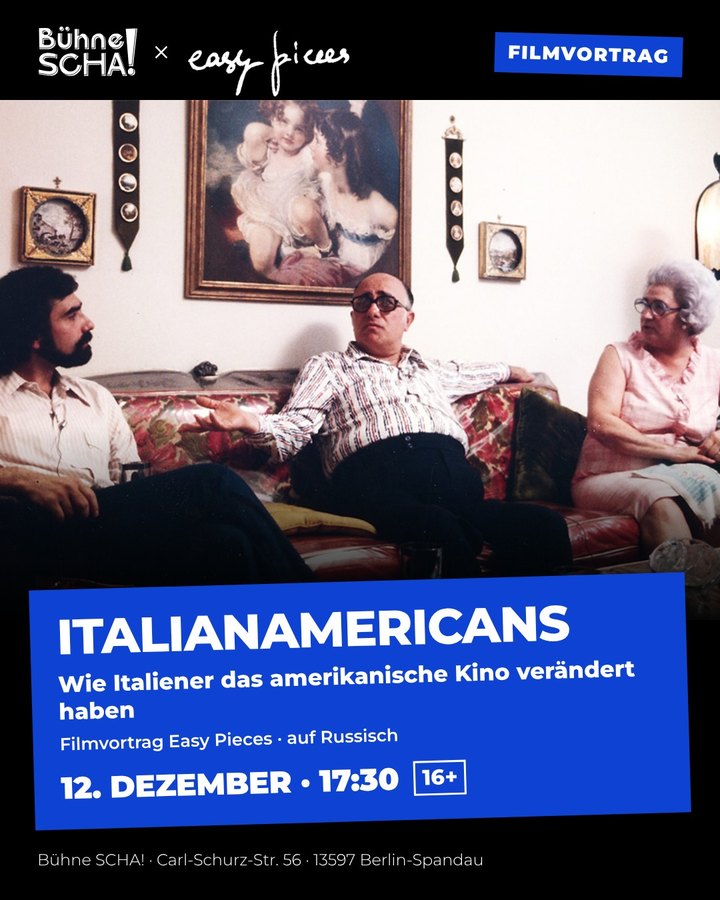 Bühne
SCHA!
× easy pieces
FILMVORTRAG
ITALIANAMERICANS
Wie Italiener das amerikanische Kino verändert
haben
Filmvortrag Easy Pieces · auf Russisch
12. DEZEMBER • 17:30 16+
Bühne SCHA! · Carl-Schurz-Str. 56 · 13597 Berlin-Spandau